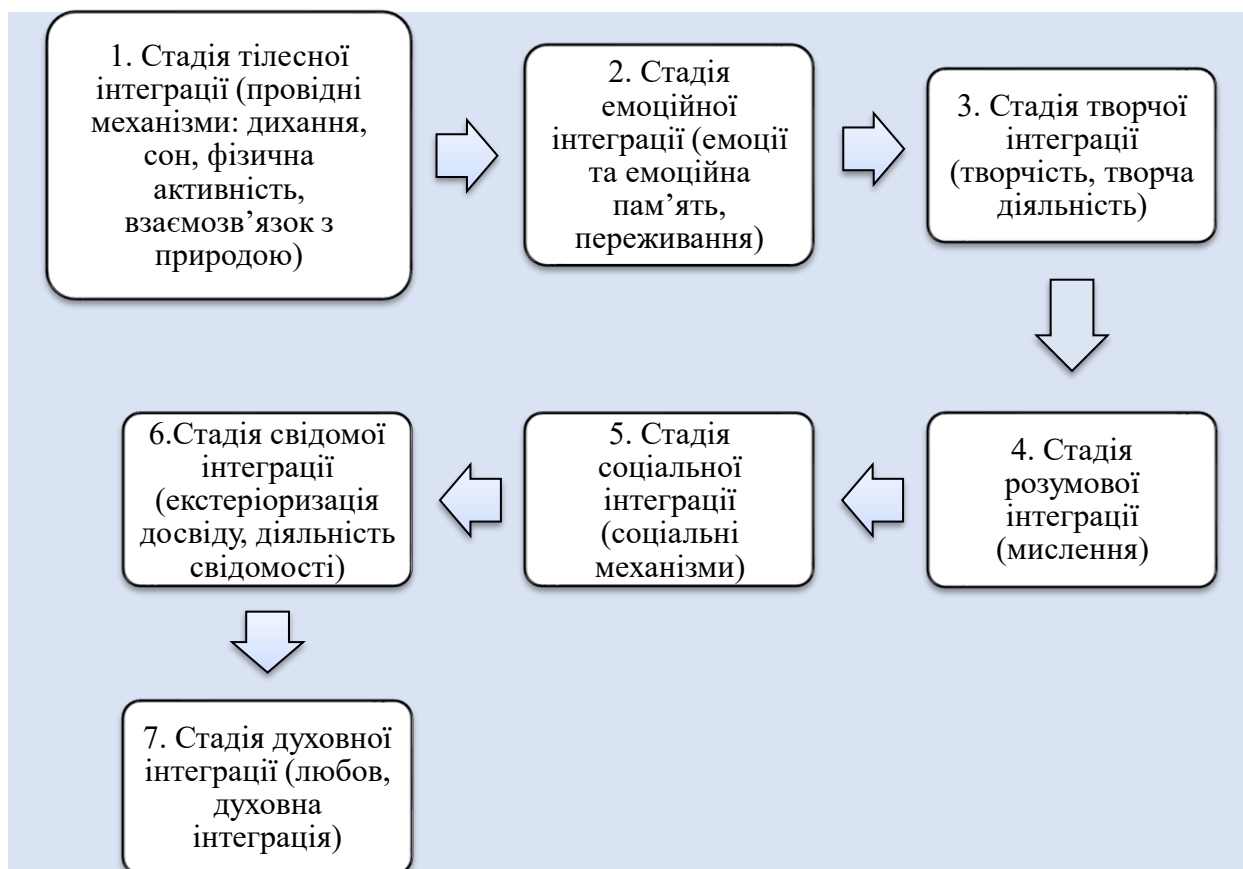 1. Стадія тілесної
інтеграції (провідні
механізми: дихання,
сон, фізична
активність,
взаємозв’язок з
природою)
2. Стадія
емоційної
інтеграції (емоції
та емоційна
пам’ять,
переживання)
3. Стадія творчої
інтеграції
(творчість, творча
діяльність)
4. Стадія
розумової
інтеграції
(мислення)
5. Стадія
соціальної
інтеграції
(соціальні
механізми)
6.Стадія свідомої
інтеграції
(екстеріоризація
досвіду, діяльність
свідомості)
7. Стадія духовної
інтеграції (любов,
духовна
інтеграція)